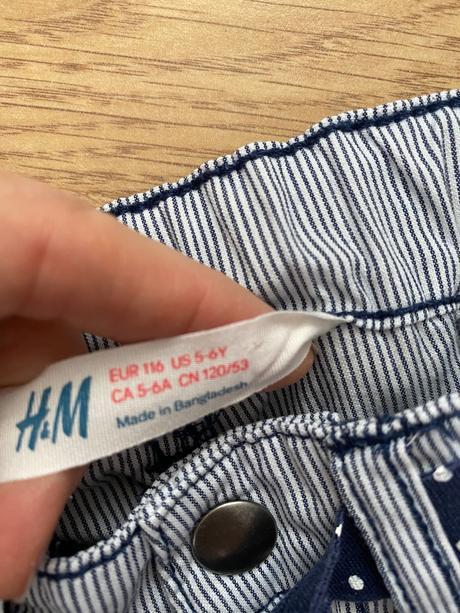 H&M
EUR 116 US 5-6Y
CA 5-6A CN 120/53
Made in Bangladesh